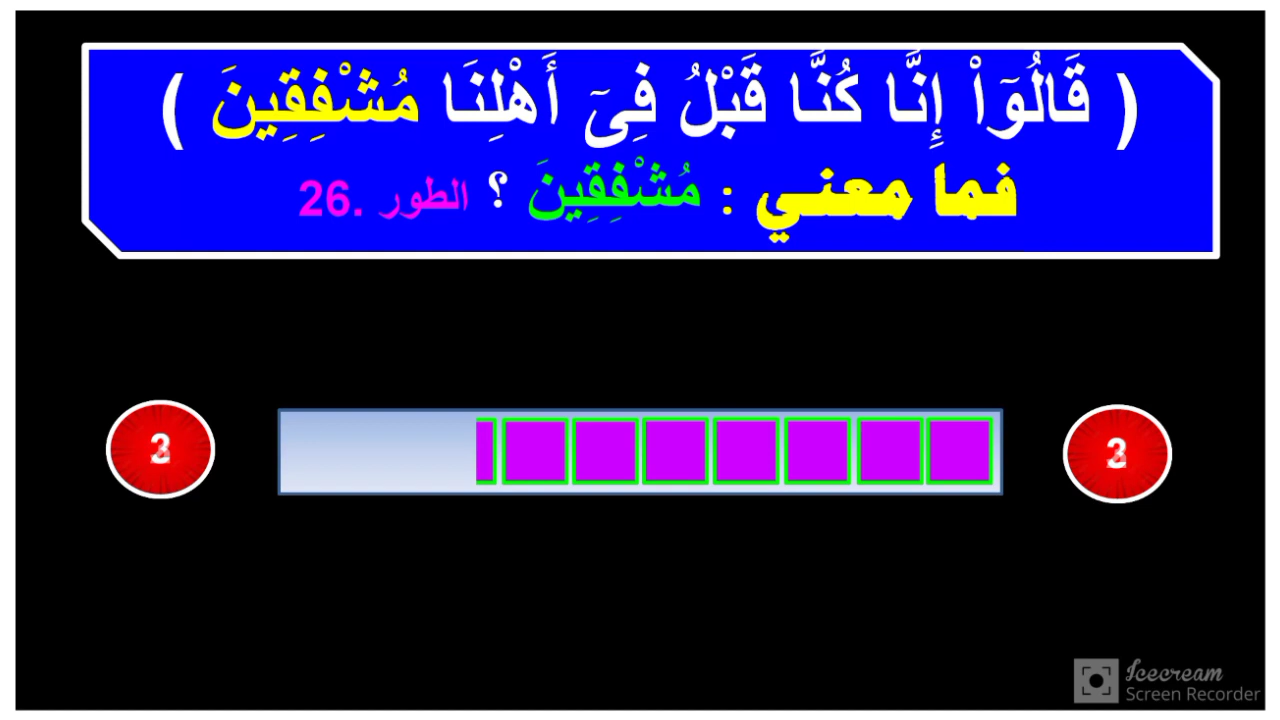 ( قَالُوٓاْ إِنَّا كُنَّا قَبْلُ فِىٓ أَهْلِنَا مُشْفِقِينَ )
فما معني : مُشْفِقِينَ ؟ الطور .26
Icecream
Screen Recorder